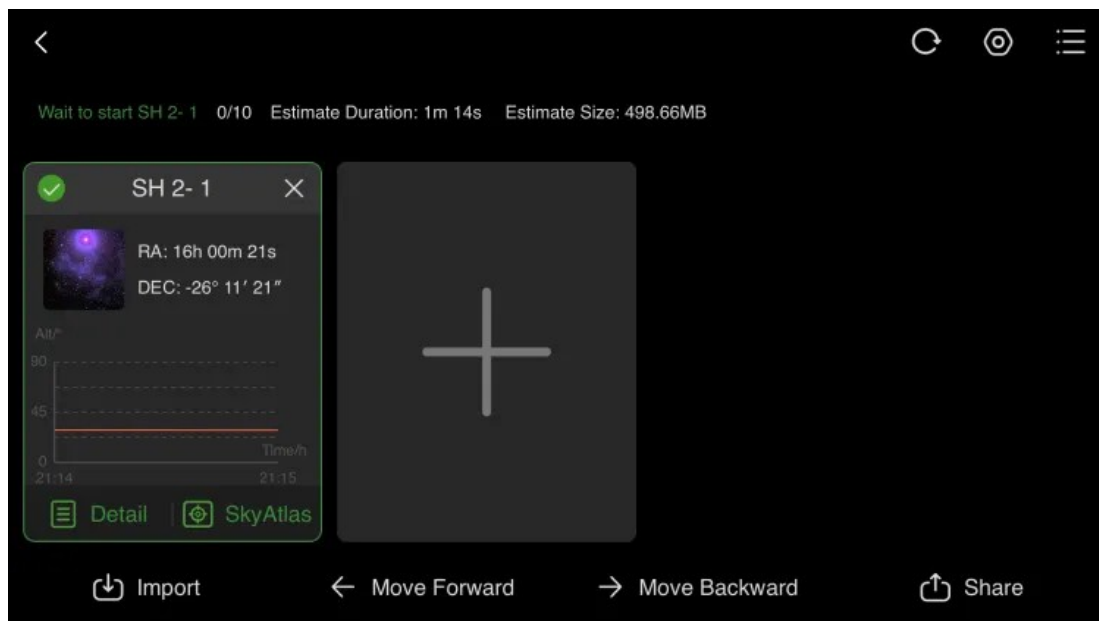 Wait to start SH 2- 1 0/10 Estimate Duration: 1m 14s Estimate Size: 498.66MB
SH 2- 1
RA: 16h 00m 21s
DEC: -26° 11′ 21″
Alt/°
90
45
0
Time/h
21:14 21:15
Detail SkyAtlas
Import Move Forward Move Backward Share